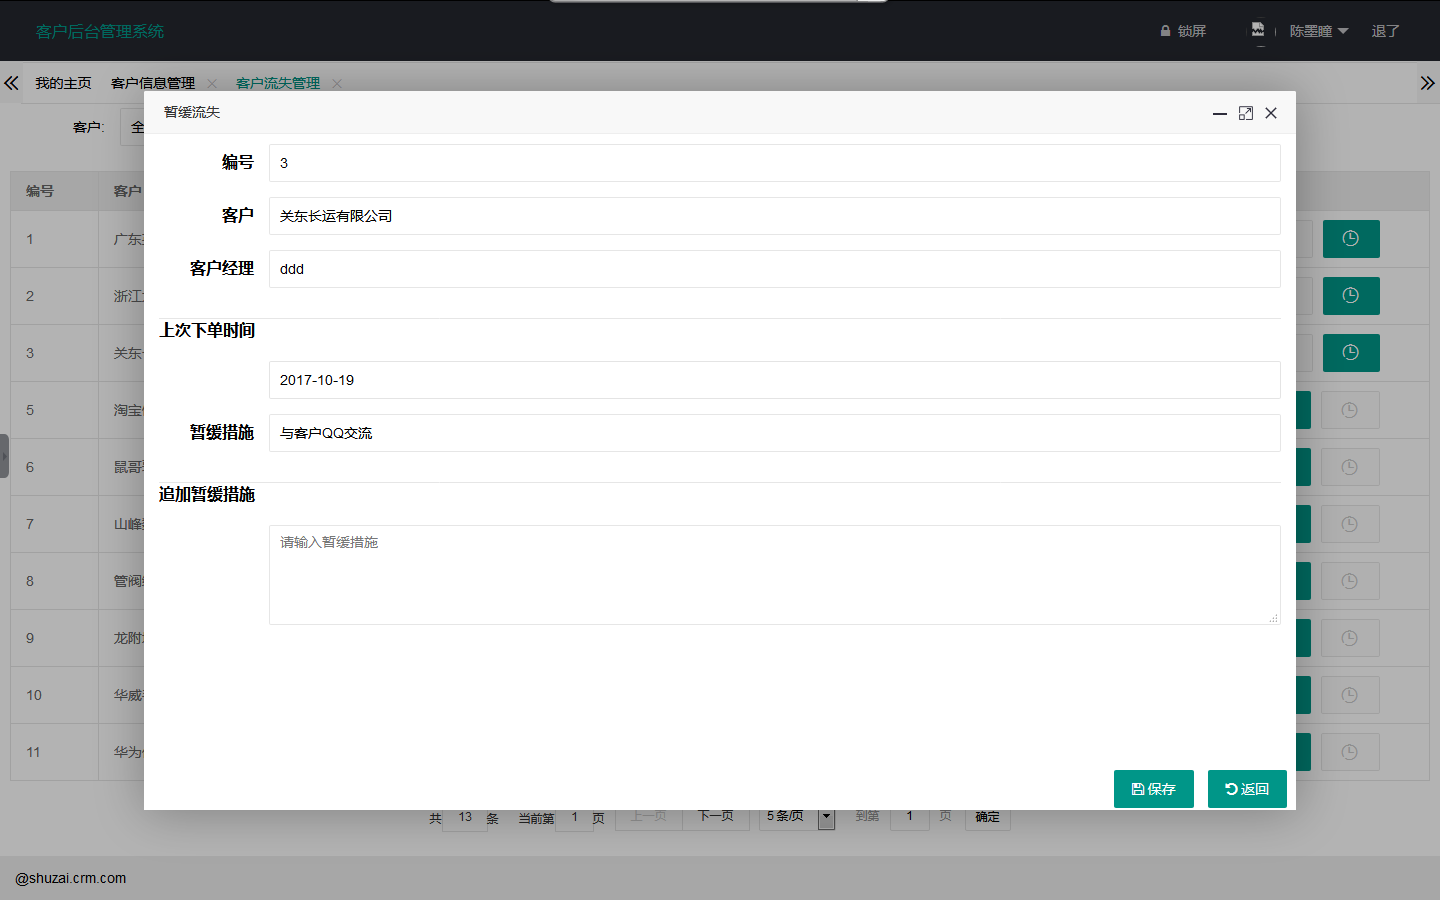 客户后台管理系统
锁屏
陈墨瞳
退了
我的主页
客户信息管理
客户流失管理
客户:
全
暂缓流失
编号
3
客户
关东长运有限公司
客户经理
ddd
上次下单时间
2017-10-19
暂缓措施
与客户QQ交流
追加暂缓措施
请输入暂缓措施
保存
返回
编号 客户
1 广东
2 浙江
3 关东
5 淘宝
6 鼠哥
7 山峰
8 管阀
9 龙附
10 华威
11 华为
共 13 条 当前第 1 页 上一页 下一页 5 条/页 到第 1 页 确定
@shuzai.crm.com